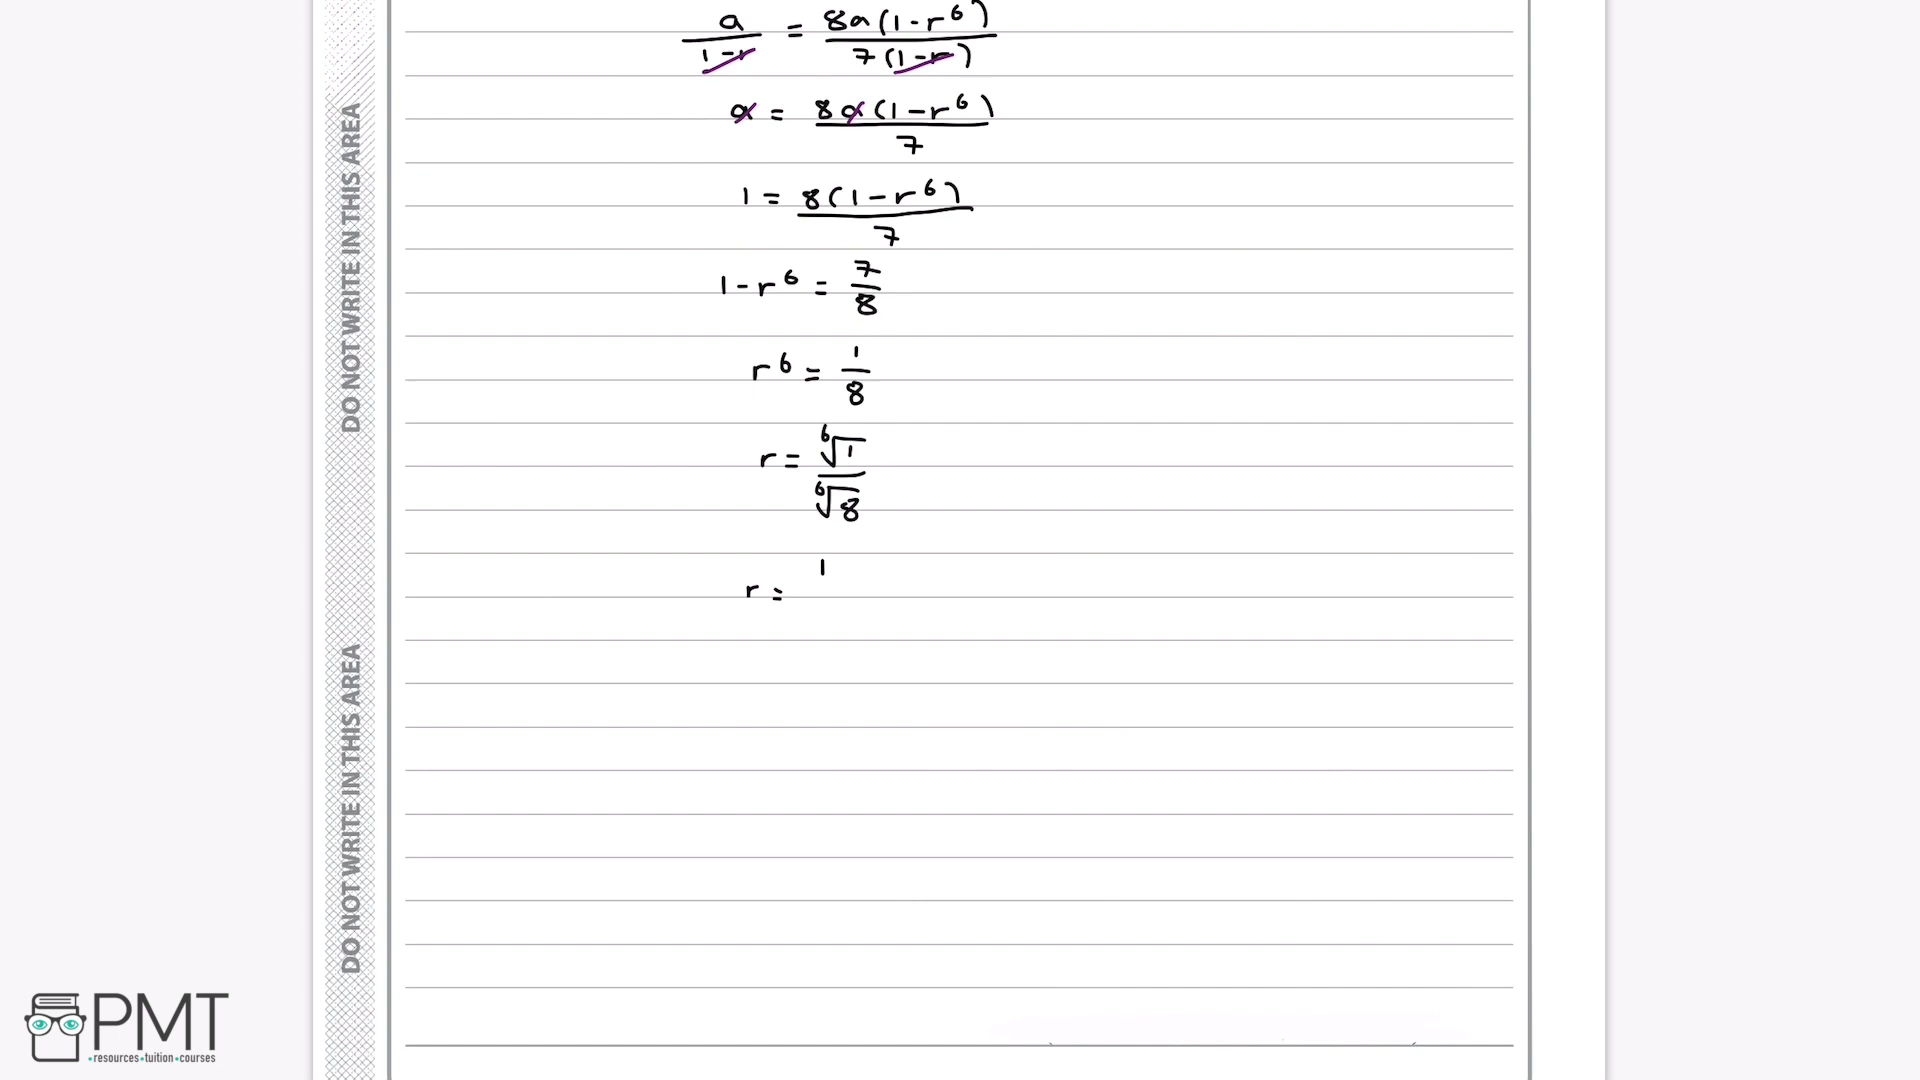 a/(1-r) = 8a(1-r⁶)/7(1-r)
a = 8a(1-r⁶)/7
1 = 8(1-r⁶)/7
1-r⁶ = 7/8
r⁶ = 1/8
r = ⁶√1/⁶√8
r = 1
DO NOT WRITE IN THIS AREA
DO NOT WRITE IN THIS AREA
PMT
•resources•tuition•courses